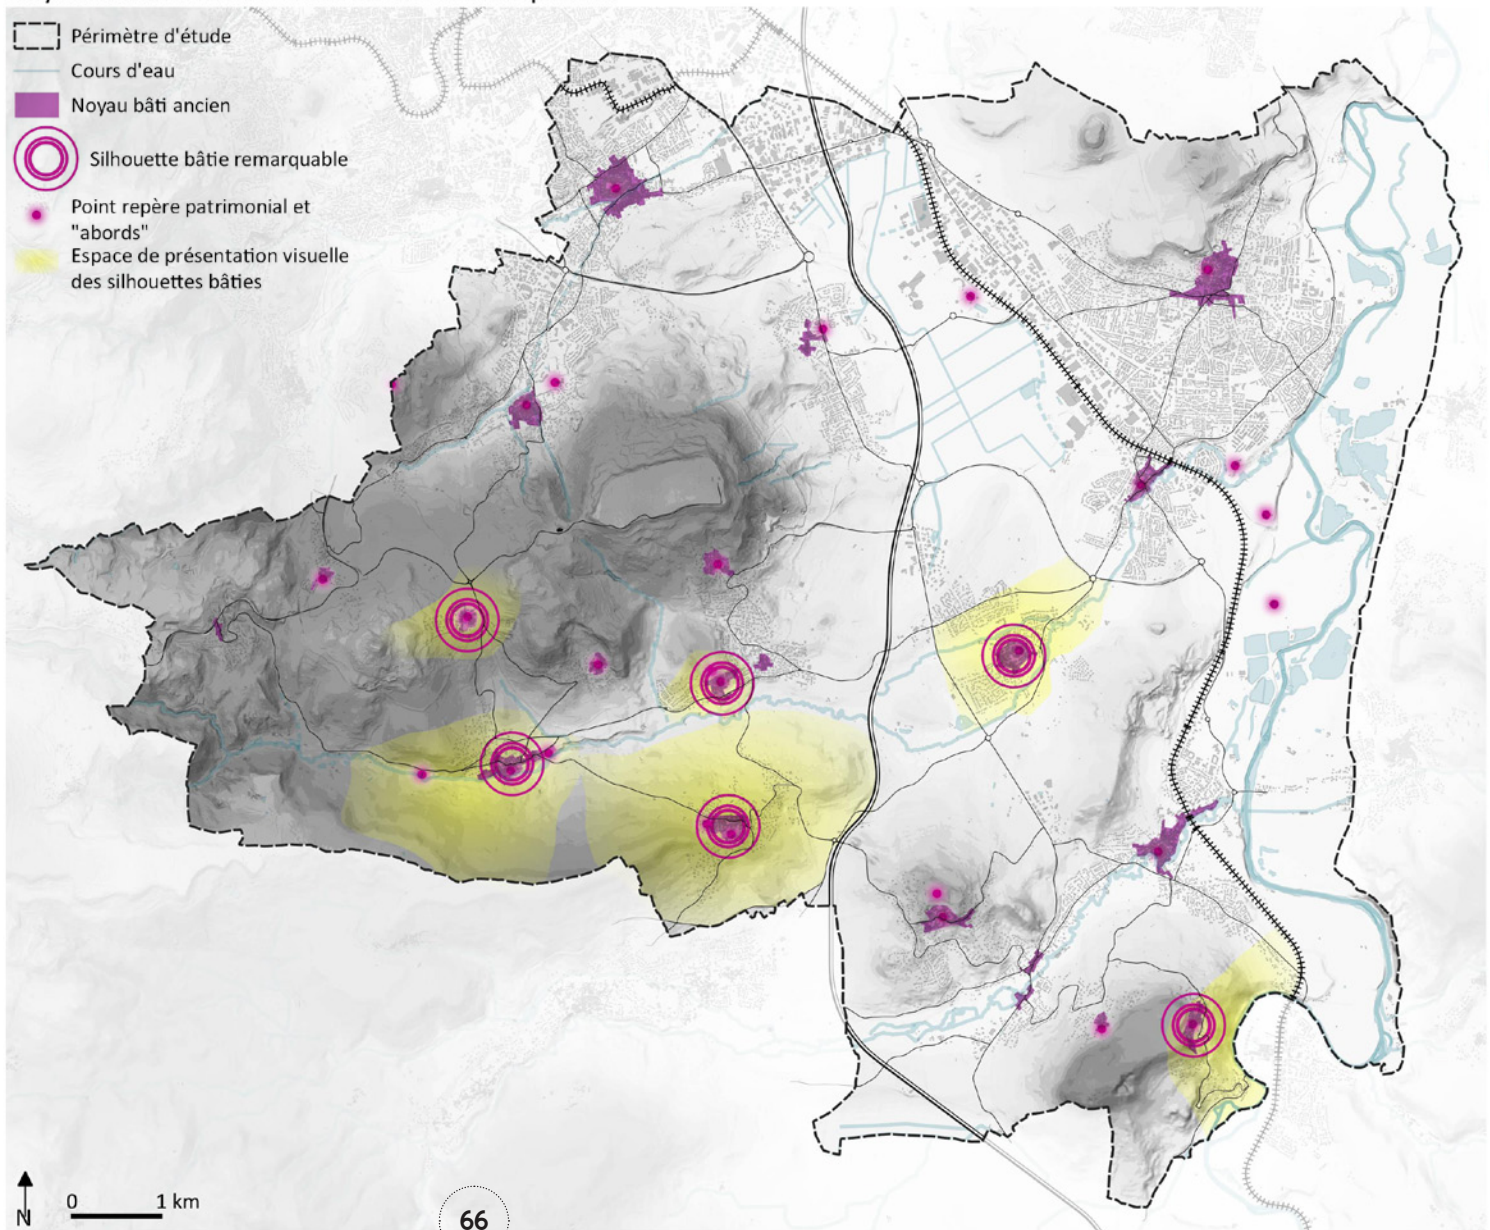 Périmètre d'étude
Cours d'eau
Noyau bâti ancien
Silhouette bâtie remarquable
Point repère patrimonial et
"abords"
Espace de présentation visuelle
des silhouettes bâties
N
0 1 km
66